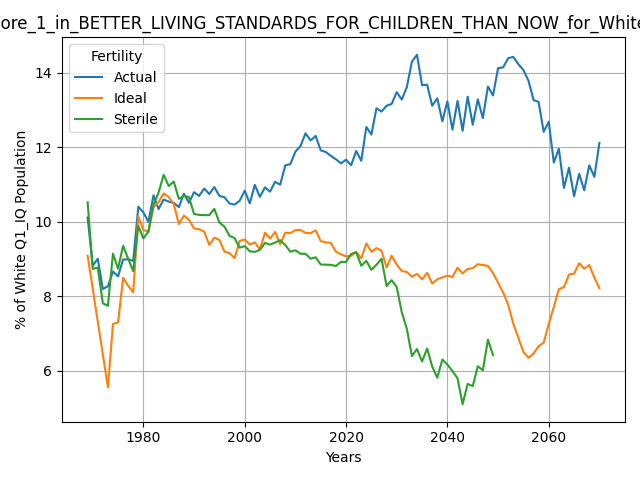 ore_1_in_BETTER_LIVING_STANDARDS_FOR_CHILDREN_THAN_NOW_for_White
Fertility
Actual
Ideal
Sterile
% of White Q1_IQ Population
14
12
10
8
6
1980
2000
2020
2040
2060
Years